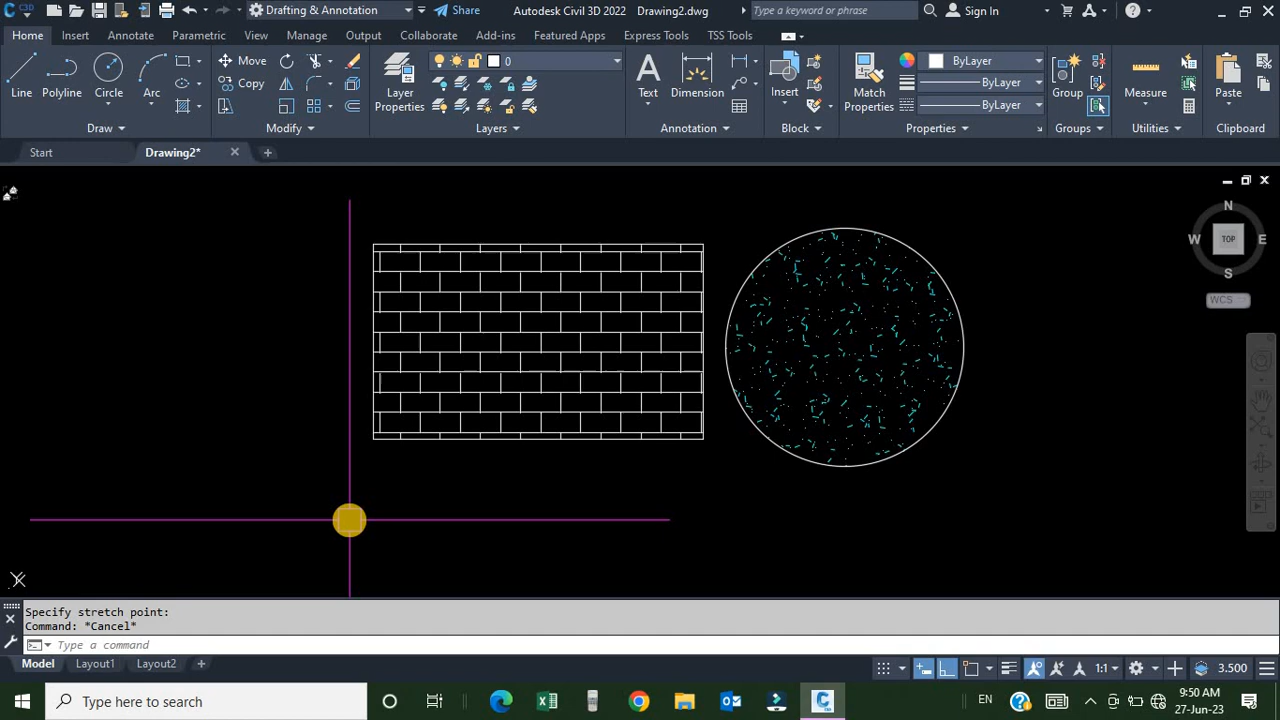 C3D Drafting & Annotation Share Autodesk Civil 3D 2022 Drawing2.dwg Type a keyword or phrase Sign In
Home Insert Annotate Parametric View Manage Output Collaborate Add-ins Featured Apps Express Tools TSS Tools
Line Polyline Circle Arc
Move
Copy
Layer
Properties
0
Text Dimension
Insert
Match
Properties
ByLayer
ByLayer
ByLayer
Group
Measure
Paste
Draw Modify Layers Annotation Block Properties Groups Utilities Clipboard
Start Drawing2*
N
W TOP E
S
WCS
Specify stretch point:
Command: *Cancel*
Type a command
Model Layout1 Layout2 1:1 3.500
Type here to search
EN
9:50 AM
27-Jun-23